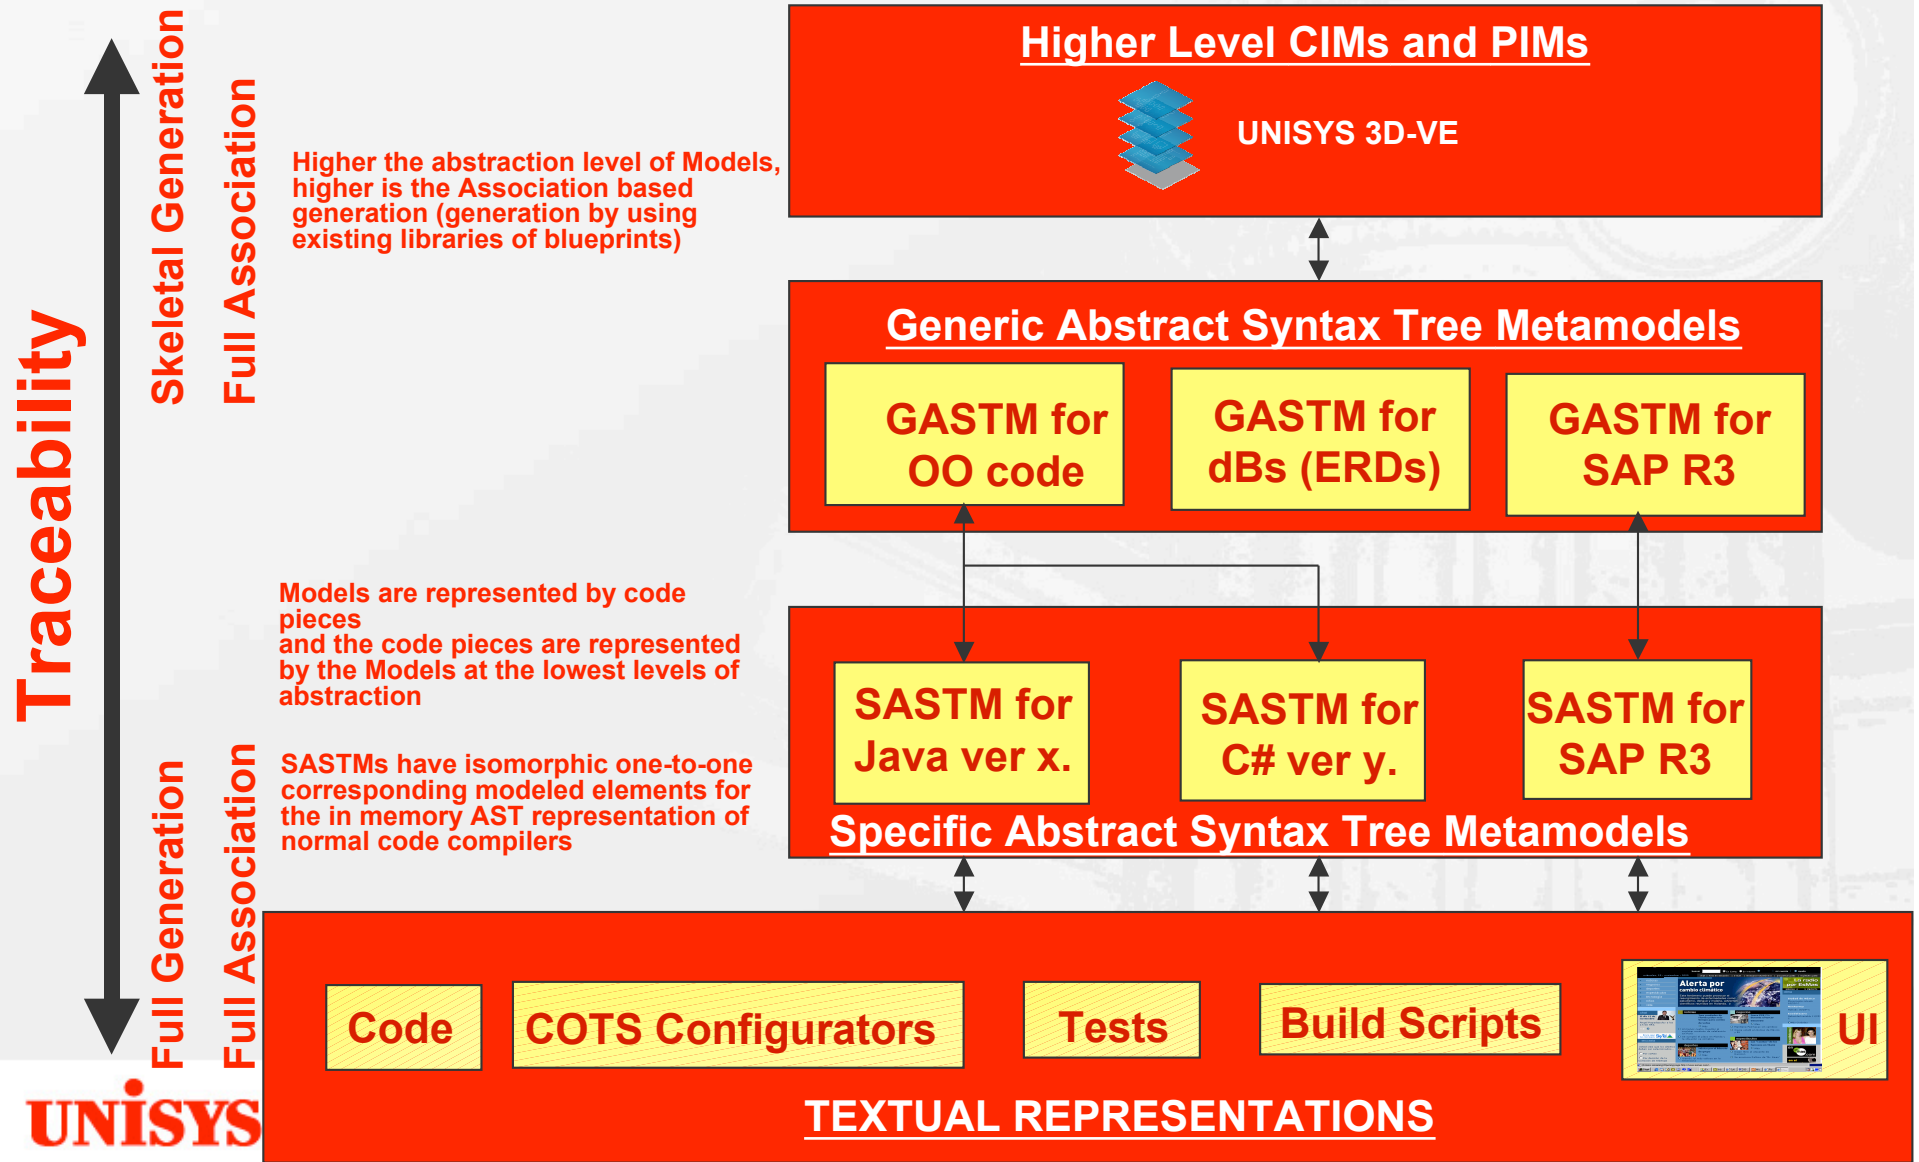 Traceability
Skeletal Generation
Full Association
Full Generation
Full Association
Higher the abstraction level of Models,
higher is the Association based
generation (generation by using
existing libraries of blueprints)
Models are represented by code
pieces
and the code pieces are represented
by the Models at the lowest levels of
abstraction
SASTMs have isomorphic one-to-one
corresponding modeled elements for
the in memory AST representation of
normal code compilers
Higher Level CIMs and PIMs
UNISYS 3D-VE
Generic Abstract Syntax Tree Metamodels
GASTM for
OO code
GASTM for
dBs (ERDs)
GASTM for
SAP R3
SASTM for
Java ver x.
SASTM for
C# ver y.
SASTM for
SAP R3
Specific Abstract Syntax Tree Metamodels
Code
COTS Configurators
Tests
Build Scripts
Alerta por
cambio climático
UI
TEXTUAL REPRESENTATIONS
UNISYS